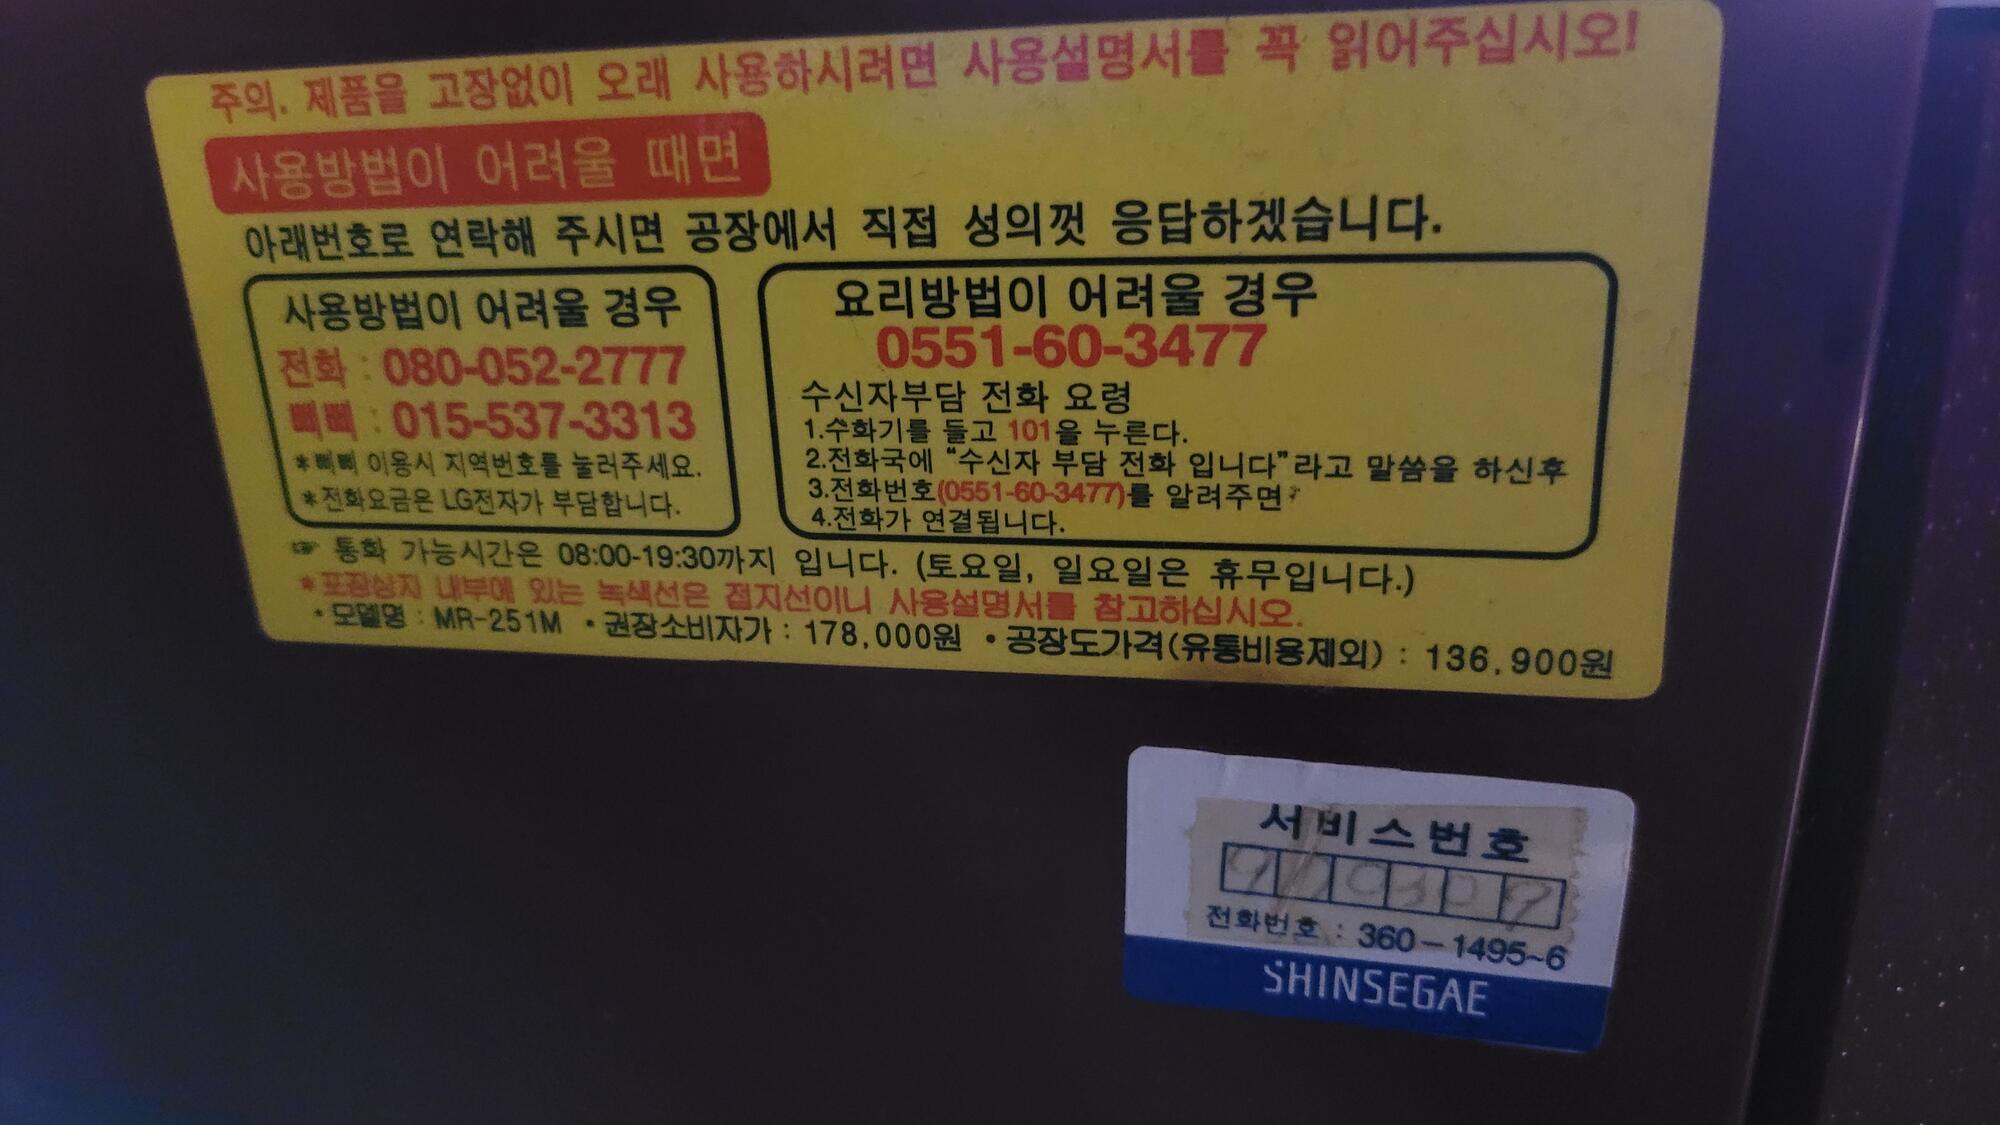 주의. 제품을 고장없이 오래 사용하시려면 사용설명서를 꼭 읽어주십시오!
사용방법이 어려울 때면
아래번호로 연락해 주시면 공장에서 직접 성의껏 응답하겠습니다.
사용방법이 어려울 경우
전화 : 080-052-2777
삐삐 : 015-537-3313
*삐삐 이용시 지역번호를 눌러주세요.
*전화요금은 LG전자가 부담합니다.
요리방법이 어려울 경우
0551-60-3477
수신자부담 전화 요령
1.수화기를 들고 101을 누른다.
2.전화국에 "수신자 부담 전화 입니다"라고 말씀을 하신후
3.전화번호(0551-60-3477)를 알려주면
4.전화가 연결됩니다.
☞ 통화 가능시간은 08:00-19:30까지 입니다. (토요일, 일요일은 휴무입니다.)
*포장상자 내부에 있는 녹색선은 접지선이니 사용설명서를 참고하십시오.
• 모델명 : MR-251M • 권장소비자가 : 178,000원 • 공장도가격(유통비용제외) : 136,900원
서비스번호
전화번호 : 360-1495~6
SHINSEGAE